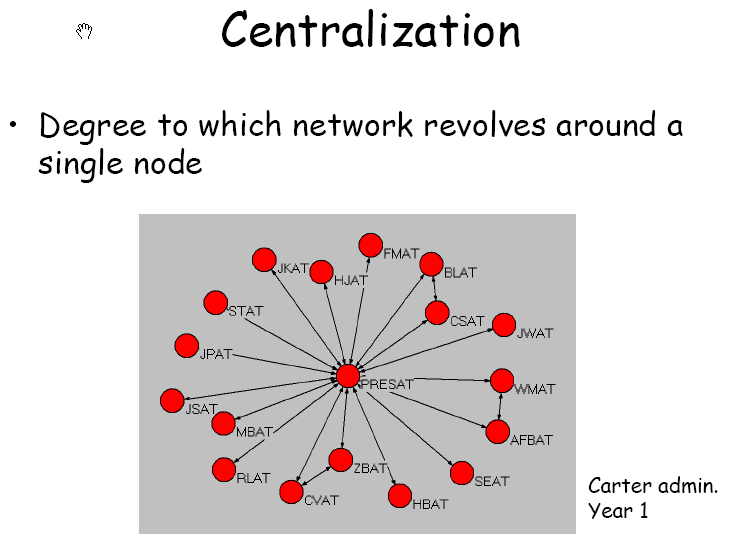 Centralization
• Degree to which network revolves around a
single node
FMAT
JKAT
HJAT
BLAT
STAT
CSAT
JWAT
JPAT
PRESAT
WMAT
JSAT
MBAT
AFBAT
RLAT
ZBAT
SEAT
CVAT
HBAT
Carter admin.
Year 1